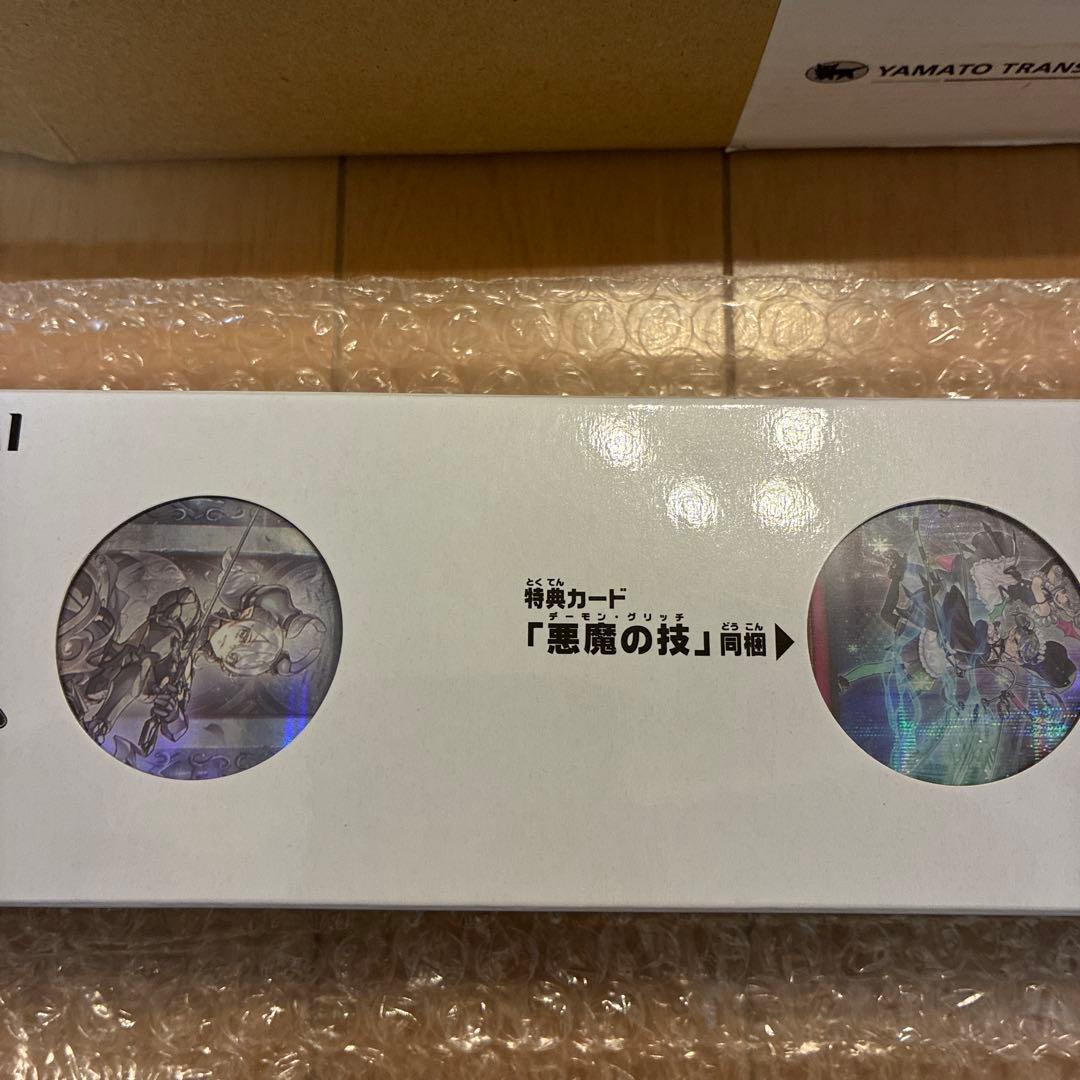 YAMATO TRANS
とくてん
特典カード
デーモン・グリッチ どうこん
「悪魔の技」同梱▶